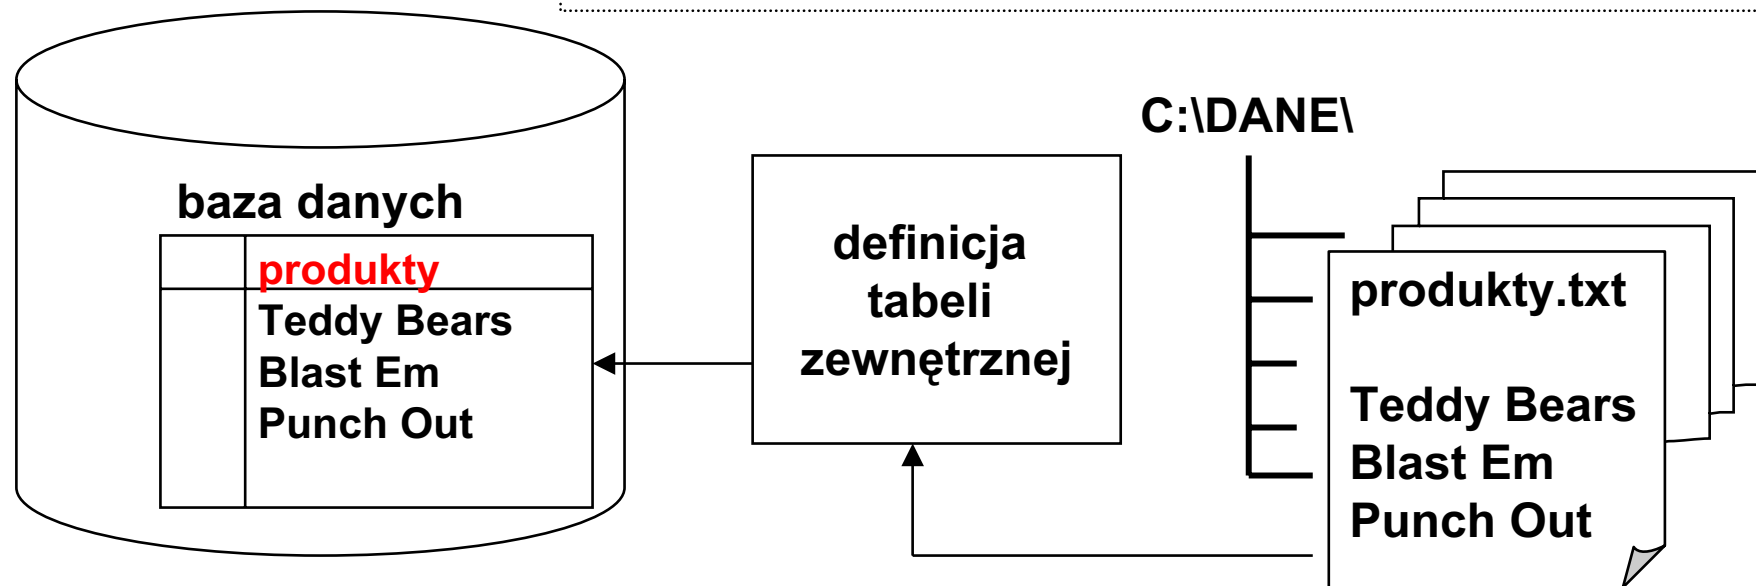 baza danych
produkty
Teddy Bears
Blast Em
Punch Out
definicja
tabeli
zewnętrznej
C:\DANE\
produkty.txt
Teddy Bears
Blast Em
Punch Out